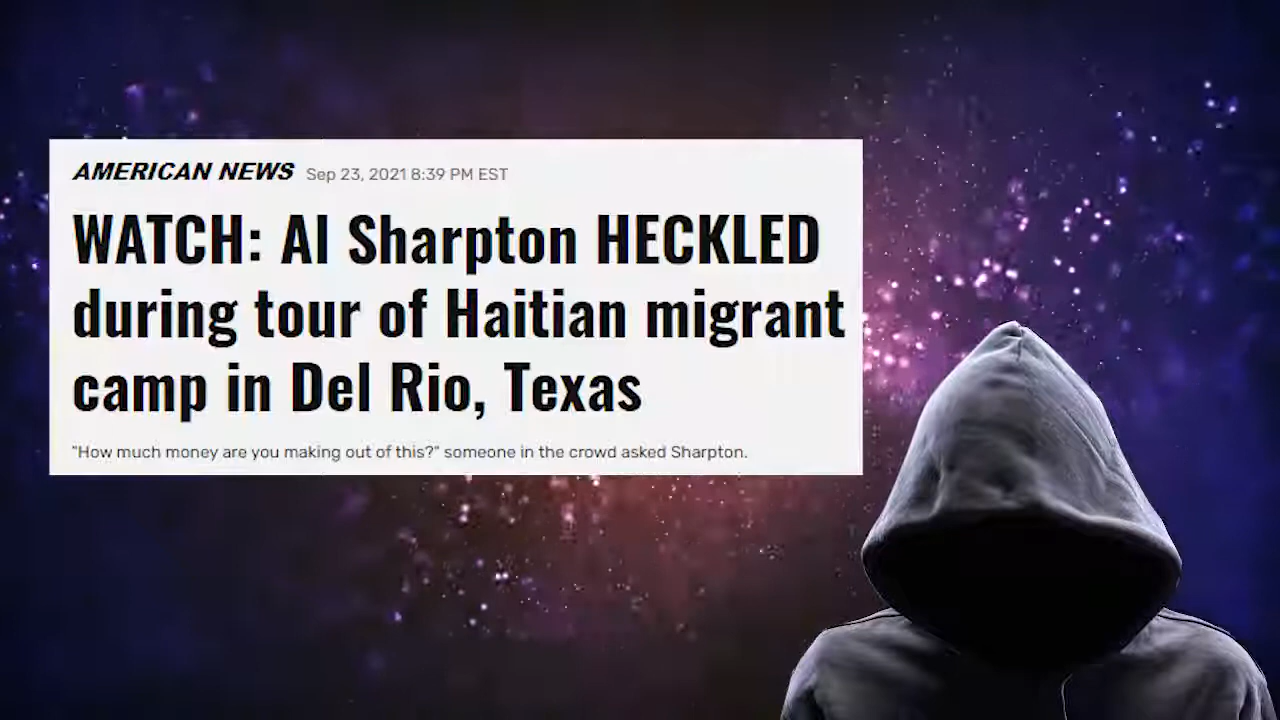 AMERICAN NEWS Sep 23, 2021 8:39 PM EST
WATCH: Al Sharpton HECKLED
during tour of Haitian migrant
camp in Del Rio, Texas
"How much money are you making out of this?" someone in the crowd asked Sharpton.